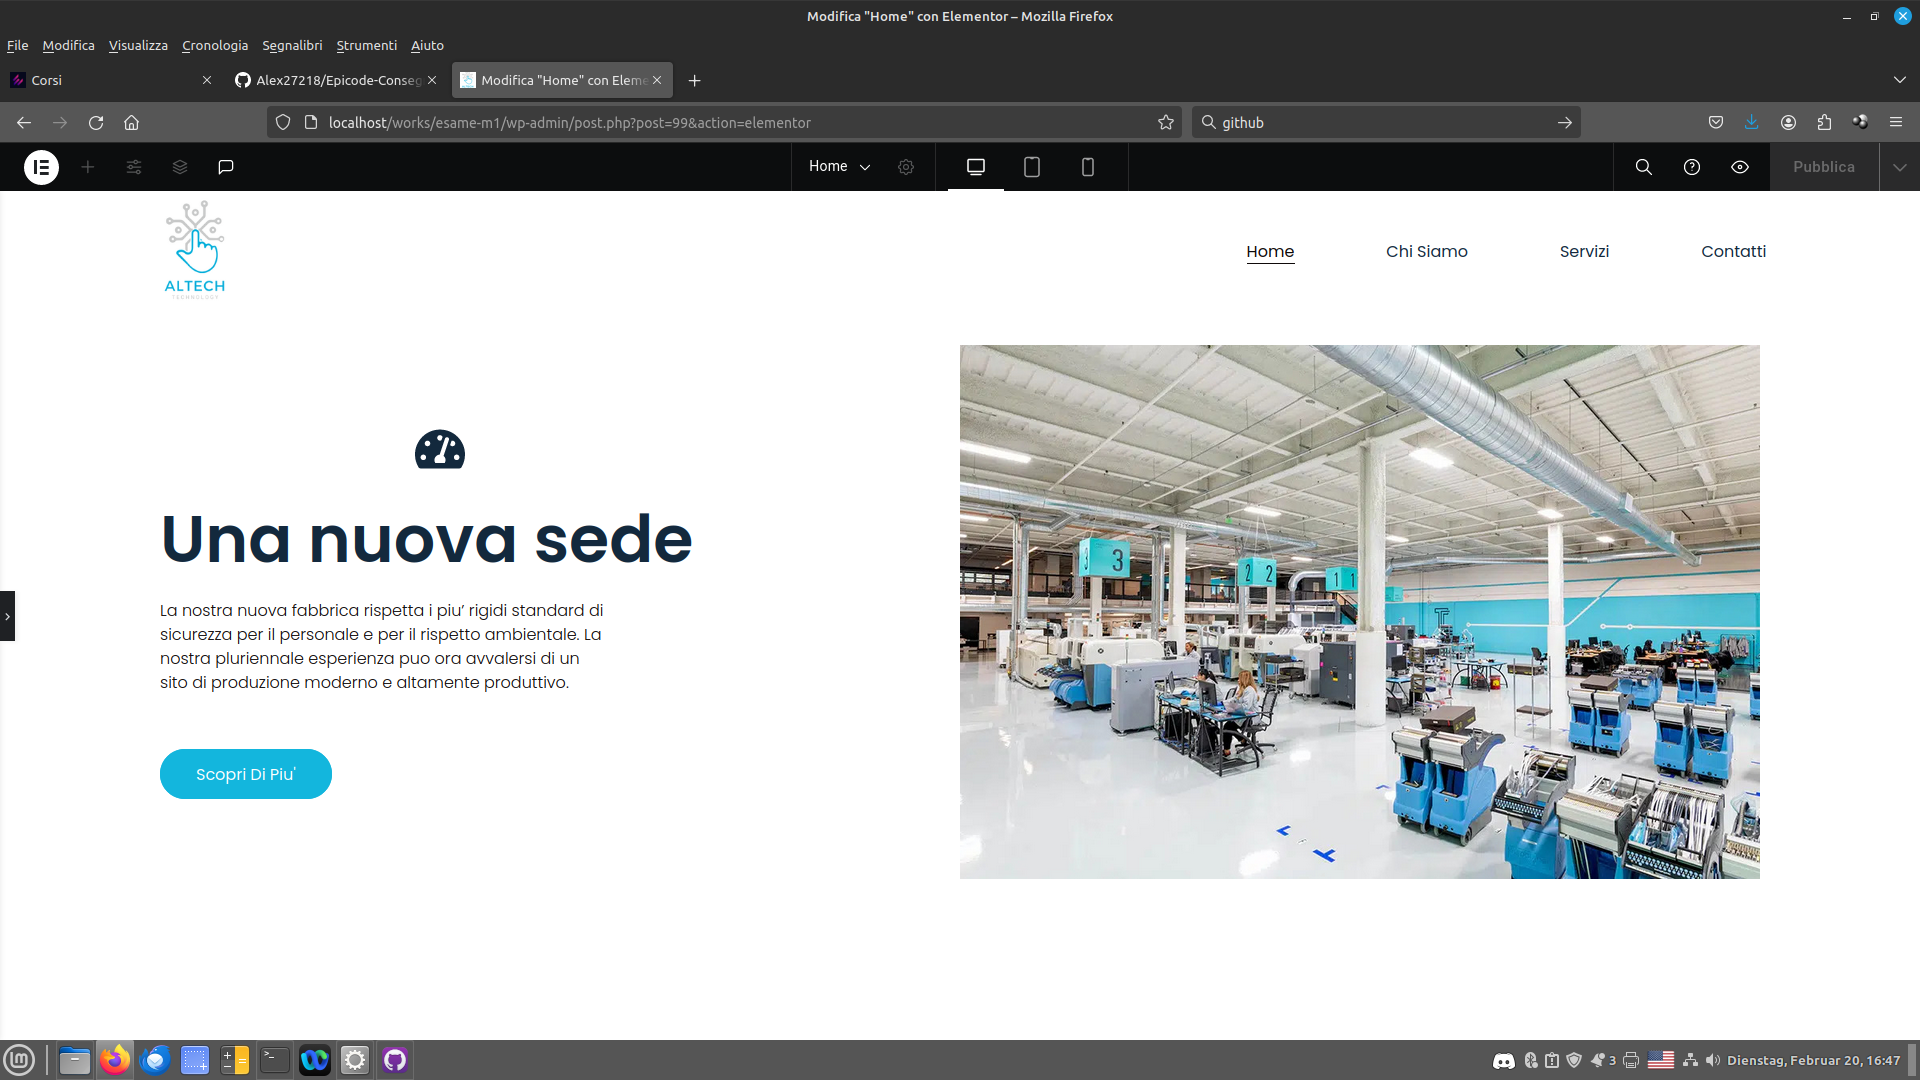 Modifica "Home" con Elementor – Mozilla Firefox
File Modifica Visualizza Cronologia Segnalibri Strumenti Aiuto
Corsi
Alex27218/Epicode-Conseg
Modifica "Home" con Eleme
localhost/works/esame-m1/wp-admin/post.php?post=99&action=elementor
github
Home
Pubblica
ALTECH
TECHNOLOGY
Home
Chi Siamo
Servizi
Contatti
Una nuova sede
La nostra nuova fabbrica rispetta i piu’ rigidi standard di
sicurezza per il personale e per il rispetto ambientale. La
nostra pluriennale esperienza puo ora avvalersi di un
sito di produzione moderno e altamente produttivo.
Scopri Di Piu'
3 3
2 2
1 1
3
Dienstag, Februar 20, 16:47